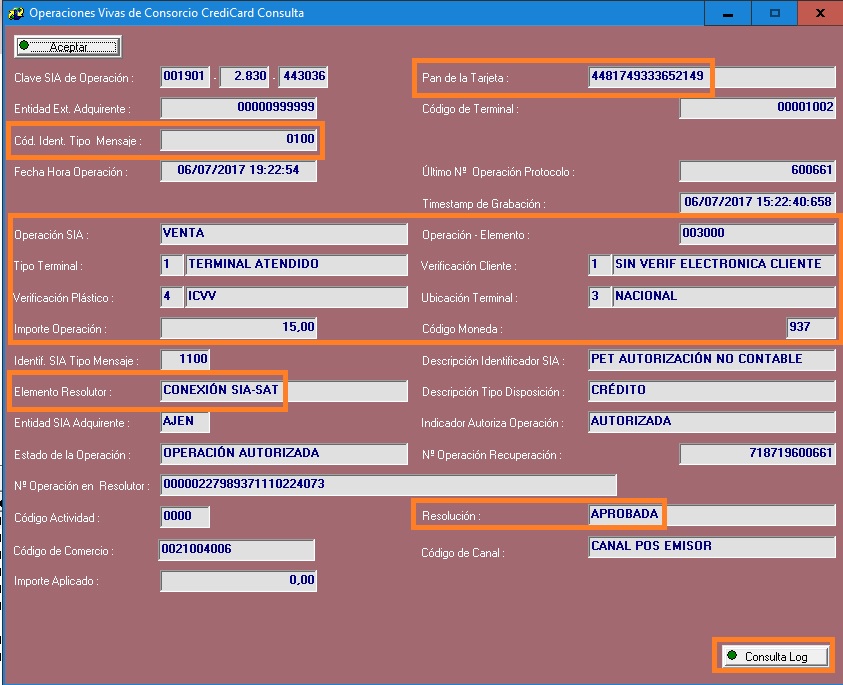 Operaciones Vivas de Consorcio CrediCard Consulta
Aceptar
Clave SIA de Operación : 001901 - 2.830 - 443036 Pan de la Tarjeta : 4481749333652149
Entidad Ext. Adquirente : 00000999999 Código de Terminal : 00001002
Cód. Ident. Tipo Mensaje : 0100
Fecha Hora Operación : 06/07/2017 19:22:54 Último Nº Operación Protocolo : 600661
Timestamp de Grabación : 06/07/2017 15:22:40:658
Operación SIA : VENTA Operación - Elemento : 003000
Tipo Terminal : 1 TERMINAL ATENDIDO Verificación Cliente : 1 SIN VERIF ELECTRONICA CLIENTE
Verificación Plástico : 4 ICVV Ubicación Terminal : 3 NACIONAL
Importe Operación : 15,00 Código Moneda : 937
Identif. SIA Tipo Mensaje : 1100 Descripción Identificador SIA : PET AUTORIZACIÓN NO CONTABLE
Elemento Resolutor : CONEXIÓN SIA-SAT Descripción Tipo Disposición : CRÉDITO
Entidad SIA Adquirente : AJEN Indicador Autoriza Operación : AUTORIZADA
Estado de la Operación : OPERACIÓN AUTORIZADA Nº Operación Recuperación : 718719600661
Nº Operación en Resolutor : 00000227989371110224073
Código Actividad : 0000 Resolución : APROBADA
Código de Comercio : 0021004006 Código de Canal : CANAL POS EMISOR
Importe Aplicado : 0,00
Consulta Log